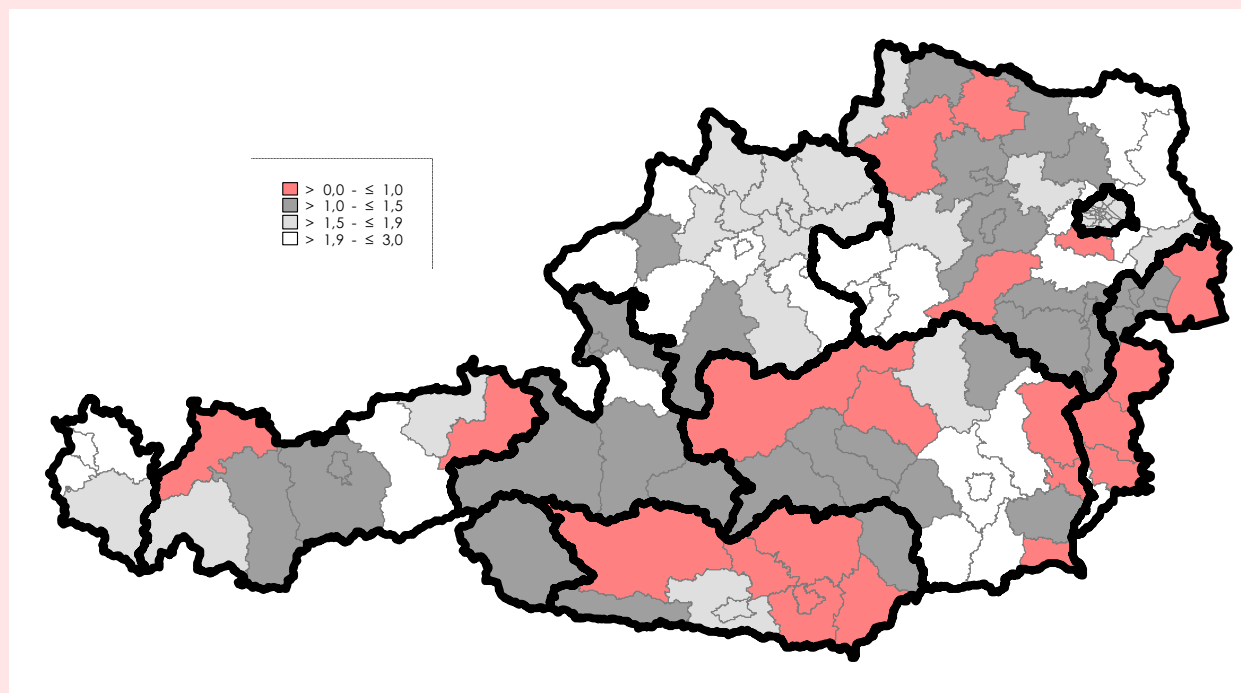 > 0,0 - ≤ 1,0
> 1,0 - ≤ 1,5
> 1,5 - ≤ 1,9
> 1,9 - ≤ 3,0